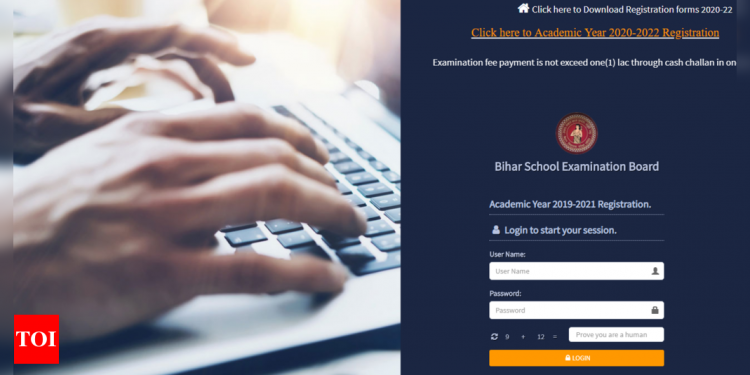 Click here to Download Registration forms 2020-22
Click here to Academic Year 2020-2022 Registration
Examination fee payment is not exceed one(1) lac through cash challan in on
Bihar School Examination Board
Academic Year 2019-2021 Registration.
Login to start your session.
User Name:
User Name
Password:
Password
9 + 12 = Prove you are a human
LOGIN
TOI